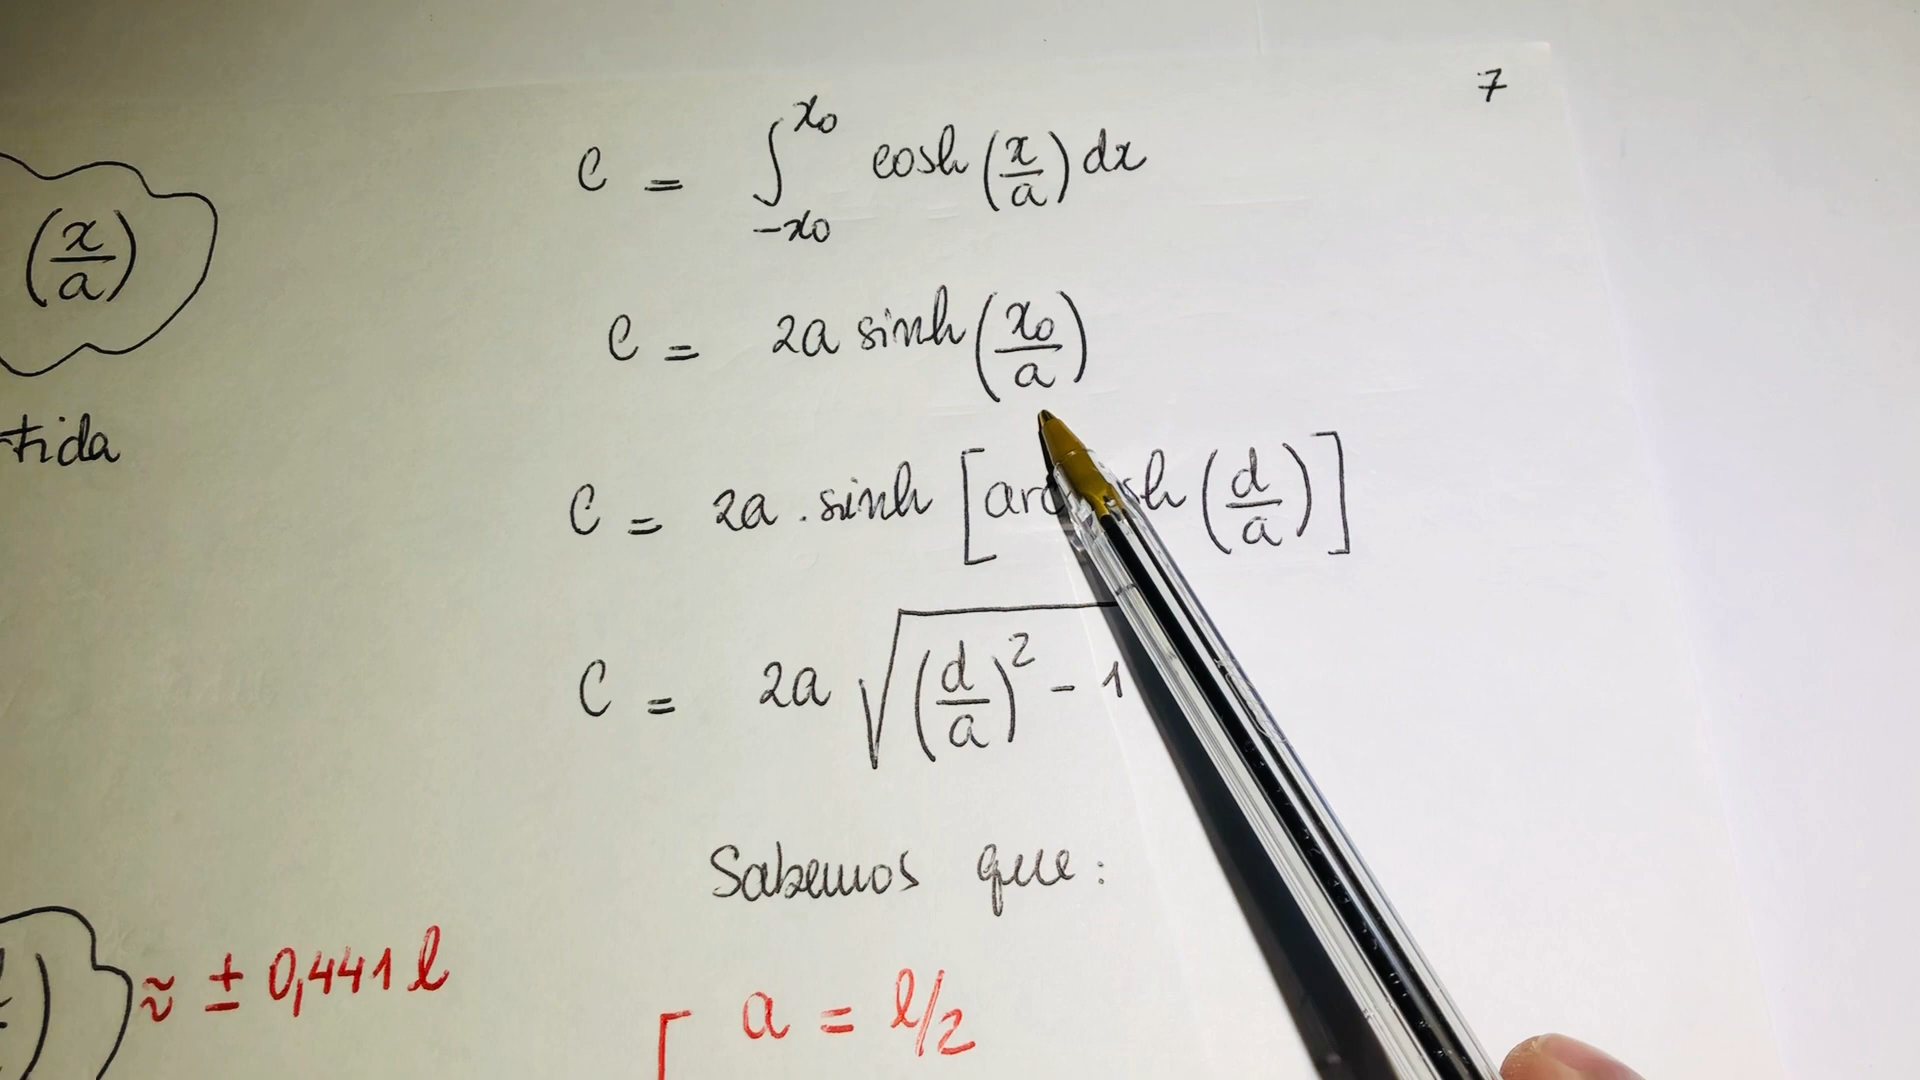 7
C = ∫_{-x₀}^{x₀} cosh (x/a) dx
(x/a)
C = 2a sinh (x₀/a)
tida
C = 2a . sinh [ (d/a)]
C = 2a √((d/a)² - 1
Sabemos que:
≈ ± 0,441 l
a = l/2